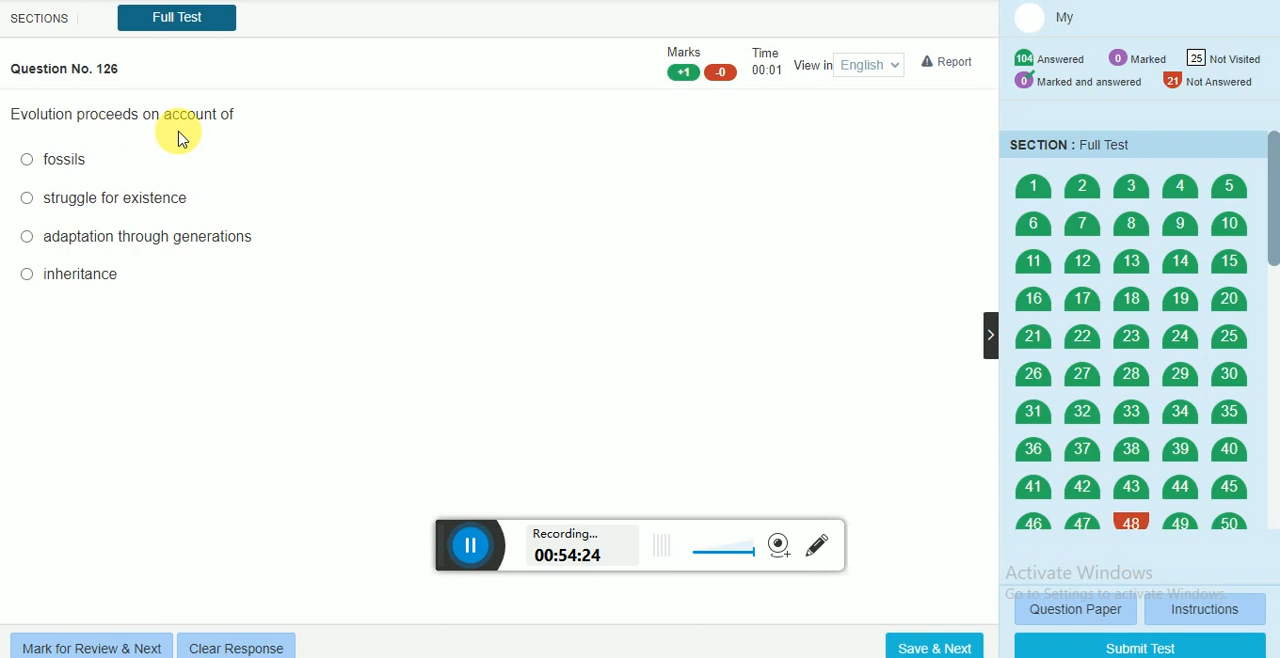 SECTIONS
Full Test
My
Question No. 126
Marks
+1 -0
Time
00:01
View in English
Report
104 Answered 0 Marked 25 Not Visited
0 Marked and answered 21 Not Answered
SECTION : Full Test
Evolution proceeds on account of
fossils
struggle for existence
adaptation through generations
inheritance
1 2 3 4 5
6 7 8 9 10
11 12 13 14 15
16 17 18 19 20
21 22 23 24 25
26 27 28 29 30
31 32 33 34 35
36 37 38 39 40
41 42 43 44 45
46 47 48 49 50
Recording...
00:54:24
Activate Windows
Go to Settings to activate Windows.
Question Paper Instructions
Mark for Review & Next Clear Response Save & Next Submit Test